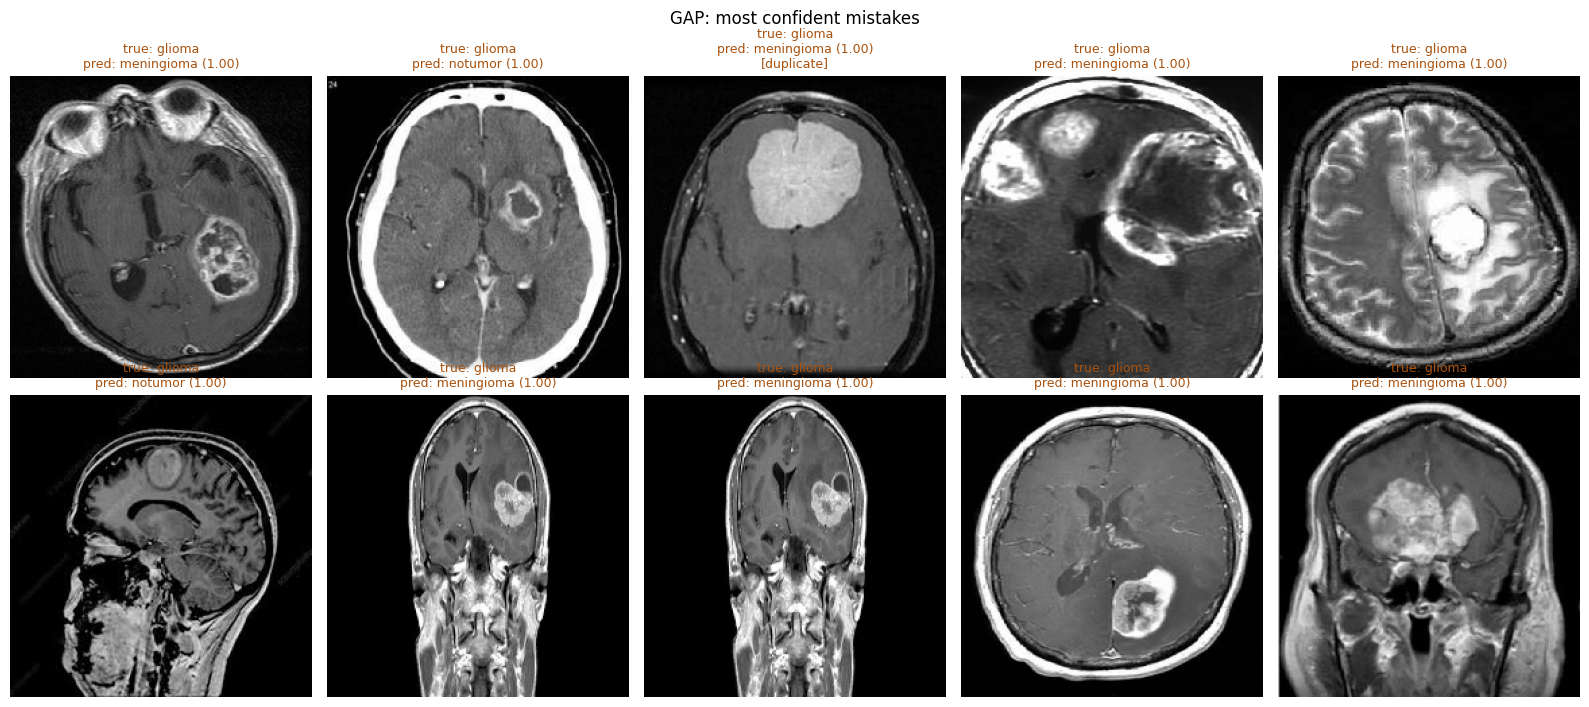 GAP: most confident mistakes
true: glioma
pred: meningioma (1.00)
true: glioma
pred: notumor (1.00)
true: glioma
pred: meningioma (1.00)
[duplicate]
true: glioma
pred: meningioma (1.00)
true: glioma
pred: meningioma (1.00)
24
true: glioma
pred: notumor (1.00)
true: glioma
pred: meningioma (1.00)
true: glioma
pred: meningioma (1.00)
true: glioma
pred: meningioma (1.00)
true: glioma
pred: meningioma (1.00)